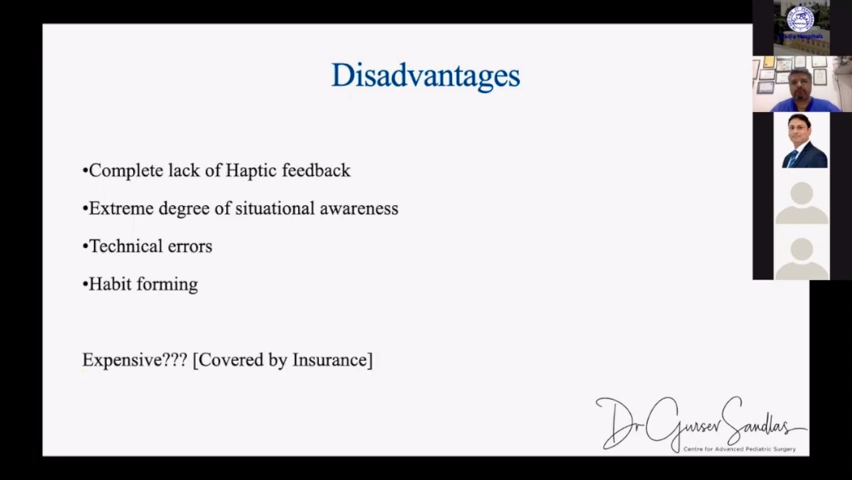 Disadvantages
•Complete lack of Haptic feedback
•Extreme degree of situational awareness
•Technical errors
•Habit forming
Expensive??? [Covered by Insurance]
Dr Gursev Sandlas
Centre for Advanced Pediatric Surgery